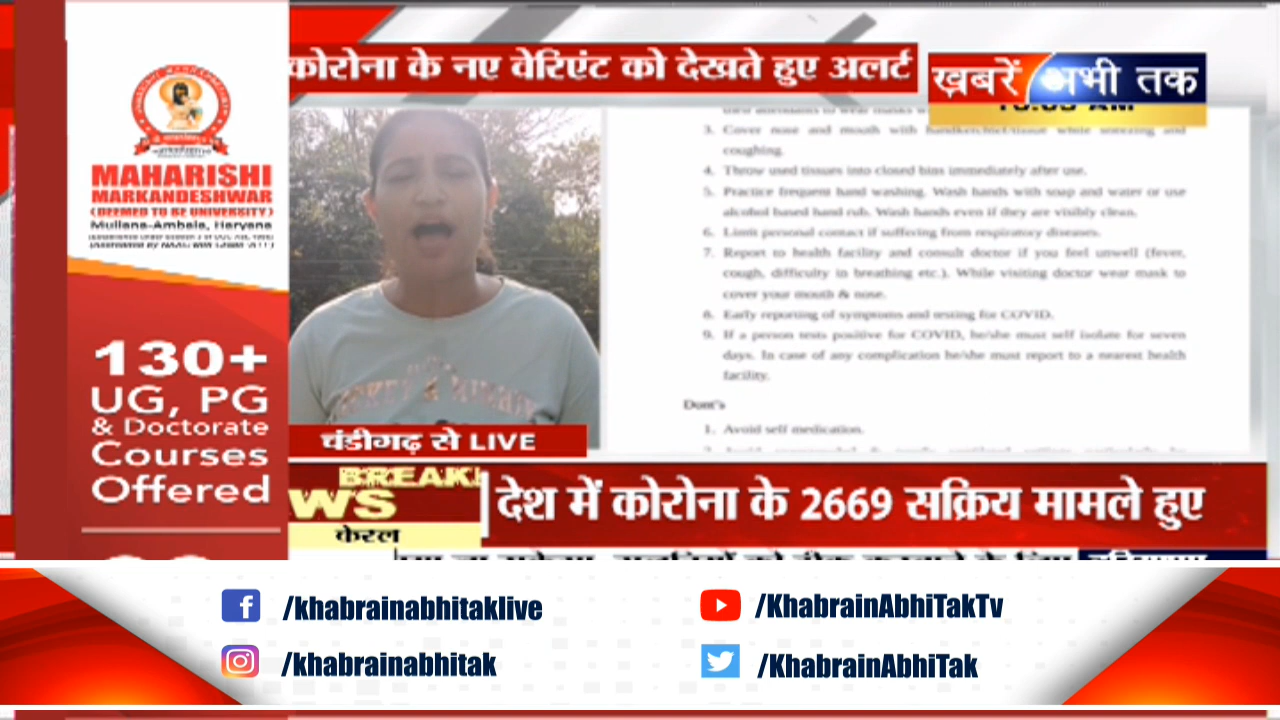 कोरोना के नए वेरिएंट को देखते हुए अलर्ट
ख़बरें अभी तक
MAHARISHI
MARKANDESHWAR
(DEEMED TO BE UNIVERSITY)
Mullana-Ambala, Haryana
130+
UG, PG
& Doctorate
Courses
Offered
3. Cover nose and mouth with handkerchief/tissue while sneezing and
coughing.
4. Throw used tissues into closed bins immediately after use.
5. Practice frequent hand washing. Wash hands with soap and water or use
alcohol based hand rub. Wash hands even if they are visibly clean.
6. Limit personal contact if suffering from respiratory diseases.
7. Report to health facility and consult doctor if you feel unwell (fever,
cough, difficulty in breathing etc.). While visiting doctor wear mask to
cover your mouth & nose.
8. Early reporting of symptoms and testing for COVID.
9. If a person tests positive for COVID, he/she must self isolate for seven
days. In case of any complication he/she must report to a nearest health
facility.
Dont's
1. Avoid self medication.
चंडीगढ़ से LIVE
देश में कोरोना के 2669 सक्रिय मामले हुए
केरल
/khabrainabhitaklive
/KhabrainAbhiTakTv
/khabrainabhitak
/KhabrainAbhiTak